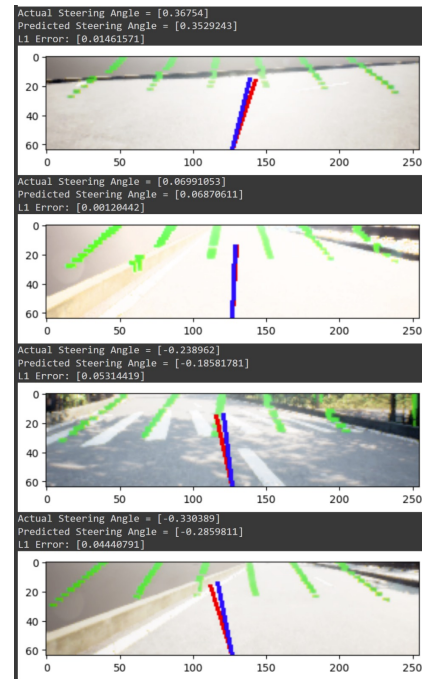 Actual Steering Angle = [0.36754]
Predicted Steering Angle = [0.3529243]
L1 Error: [0.01461571]
0
20
40
60
0 50 100 150 200 250
Actual Steering Angle = [0.06991053]
Predicted Steering Angle = [0.06870611]
L1 Error: [0.00120442]
0
20
40
60
0 50 100 150 200 250
Actual Steering Angle = [-0.238962]
Predicted Steering Angle = [-0.18581781]
L1 Error: [0.05314419]
0
20
40
60
0 50 100 150 200 250
Actual Steering Angle = [-0.330389]
Predicted Steering Angle = [-0.2859811]
L1 Error: [0.04440791]
0
20
40
60
0 50 100 150 200 250